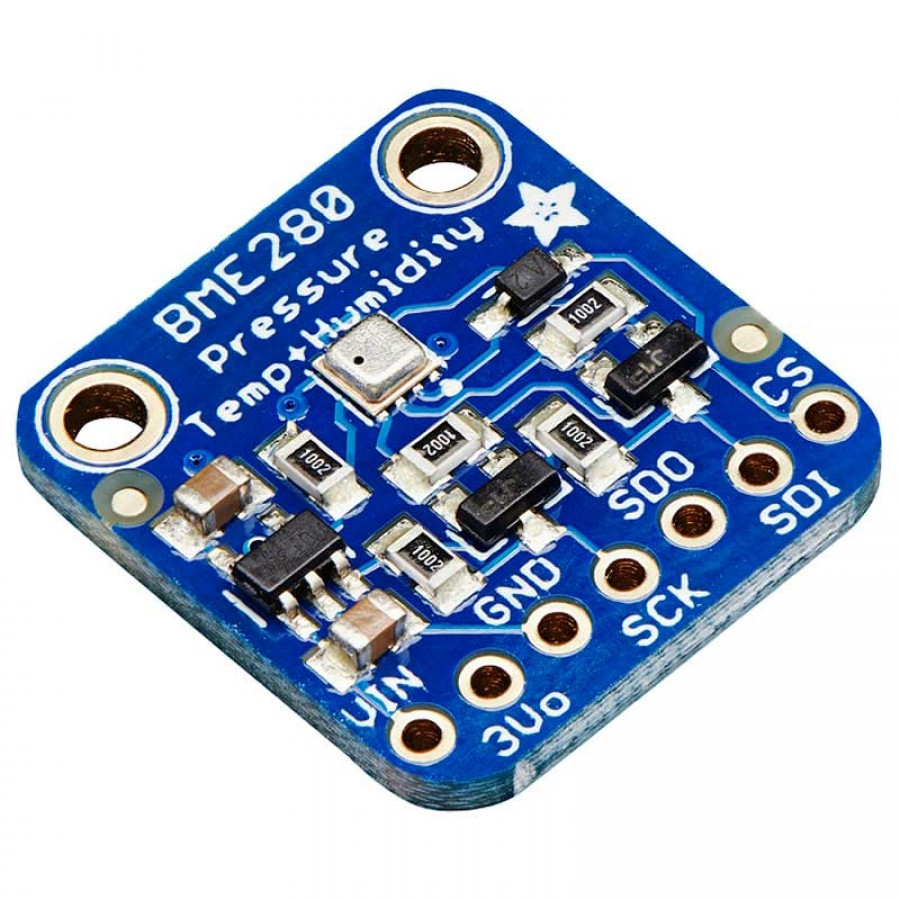 BME280
Pressure
Temp+Humidity
1002
1002
1002
1002
1002
CS
SDI
SDO
SCK
GND
3Vo
VIN